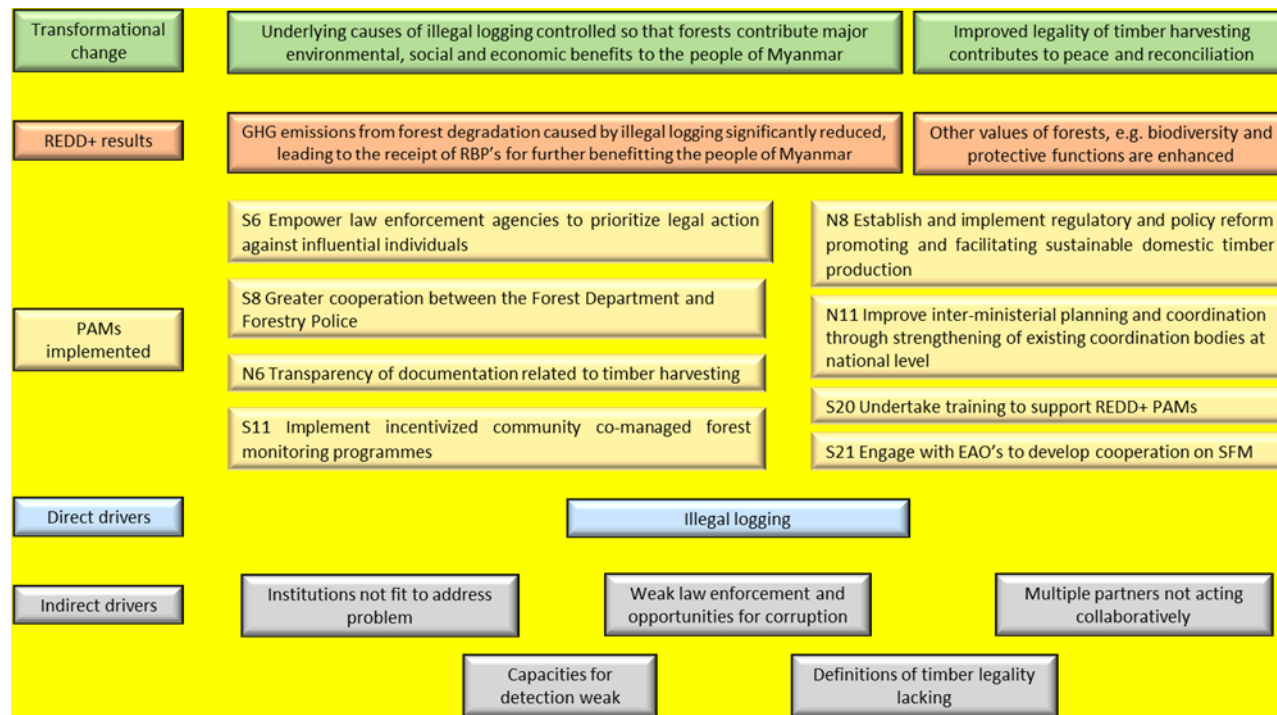 Transformational
change
Underlying causes of illegal logging controlled so that forests contribute major
environmental, social and economic benefits to the people of Myanmar
Improved legality of timber harvesting
contributes to peace and reconciliation
REDD+ results
GHG emissions from forest degradation caused by illegal logging significantly reduced,
leading to the receipt of RBP's for further benefitting the people of Myanmar
Other values of forests, e.g. biodiversity and
protective functions are enhanced
PAMs
implemented
S6 Empower law enforcement agencies to prioritize legal action
against influential individuals
S8 Greater cooperation between the Forest Department and
Forestry Police
N6 Transparency of documentation related to timber harvesting
S11 Implement incentivized community co-managed forest
monitoring programmes
N8 Establish and implement regulatory and policy reform
promoting and facilitating sustainable domestic timber
production
N11 Improve inter-ministerial planning and coordination
through strengthening of existing coordination bodies at
national level
S20 Undertake training to support REDD+ PAMs
S21 Engage with EAO's to develop cooperation on SFM
Direct drivers
Illegal logging
Indirect drivers
Institutions not fit to address
problem
Weak law enforcement and
opportunities for corruption
Multiple partners not acting
collaboratively
Capacities for
detection weak
Definitions of timber legality
lacking